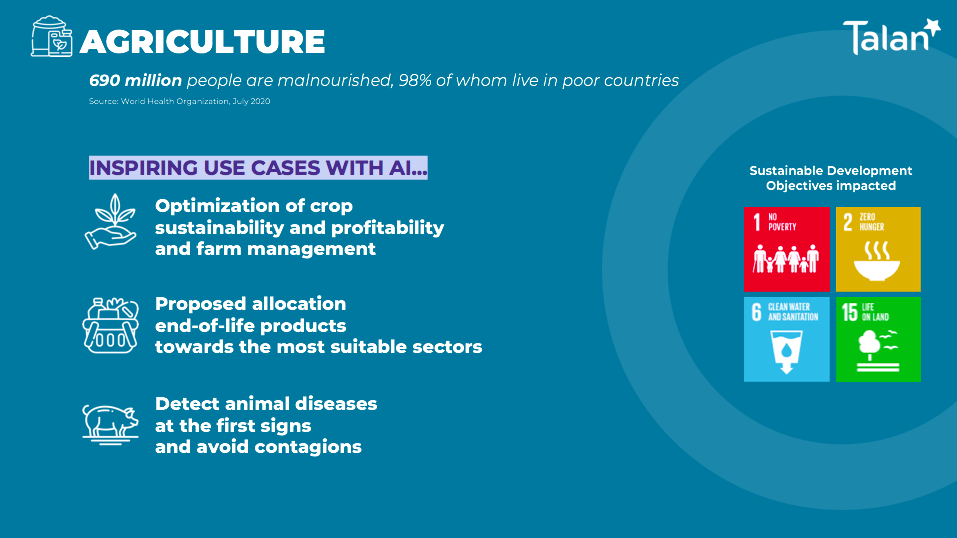 AGRICULTURE
Talan
690 million people are malnourished, 98% of whom live in poor countries
Source: World Health Organization, July 2020
INSPIRING USE CASES WITH AI...
Optimization of crop
sustainability and profitability
and farm management
Proposed allocation
end-of-life products
towards the most suitable sectors
Detect animal diseases
at the first signs
and avoid contagions
Sustainable Development
Objectives impacted
1 NO
POVERTY
2 ZERO
HUNGER
6 CLEAN WATER
AND SANITATION
15 LIFE
ON LAND